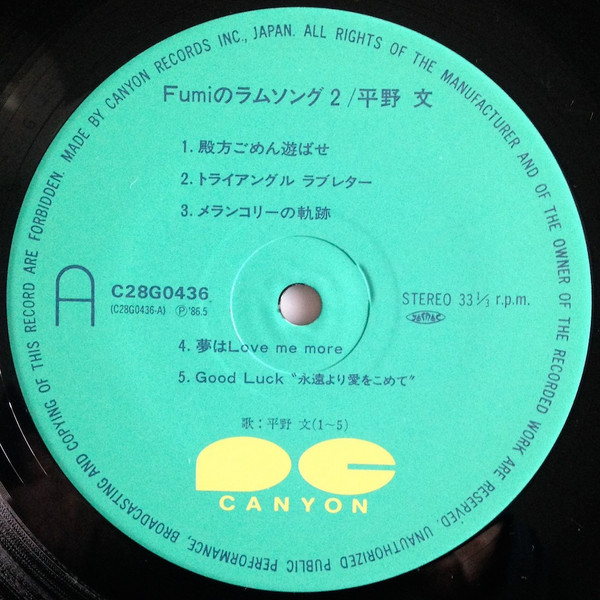 MADE BY CANYON RECORDS INC., JAPAN. ALL RIGHTS OF THE MANUFACTURER AND OF THE OWNER OF THE RECORDED WORK ARE RESERVED. UNAUTHORIZED PUBLIC PERFORMANCE, BROADCASTING AND COPYING OF THIS RECORD ARE FORBIDDEN.
Fumiのラムソング 2/平野 文
1. 殿方ごめん遊ばせ
2. トライアングル ラブレター
3. メランコリーの軌跡
A
C28G0436
(C28G0436-A) Ⓟ'86.5
STEREO 33 1/3 r.p.m.
JASRAC
4. 夢はLove me more
5. Good Luck "永遠より愛をこめて"
歌：平野 文(1〜5)
PC
CANYON